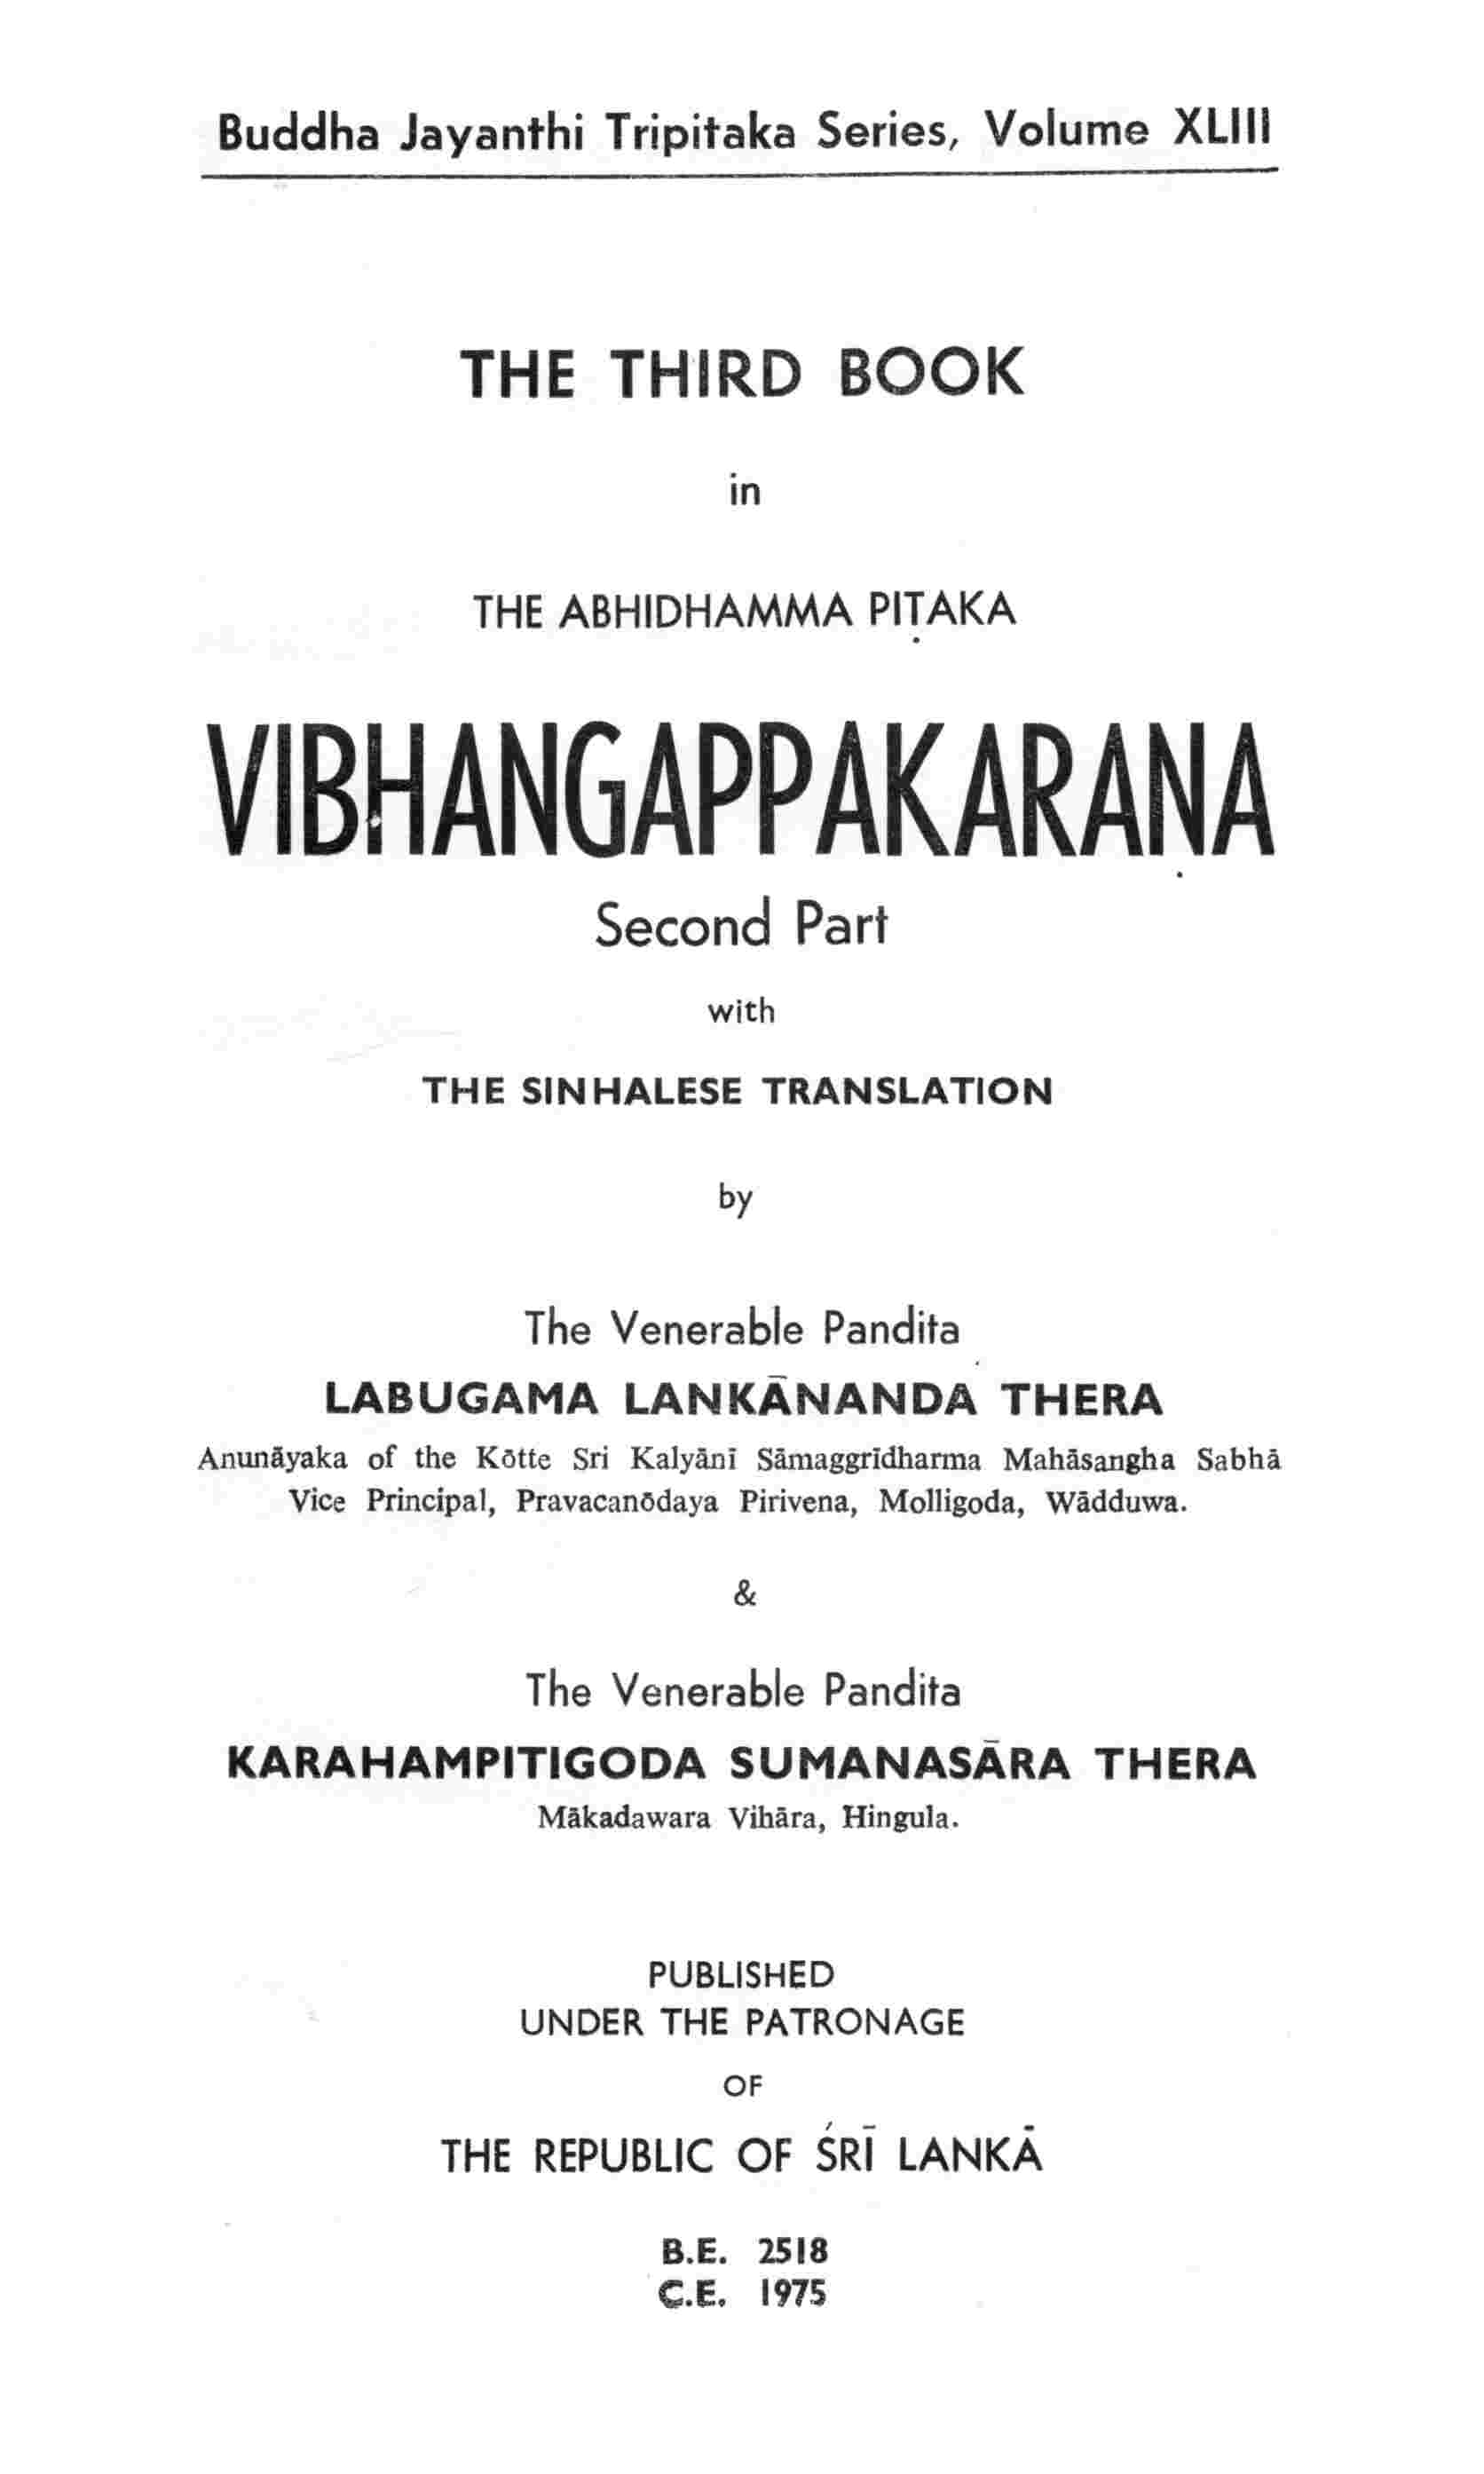 Buddha Jayanthi Tripitaka Series, Volume XLIII
THE THIRD BOOK
in
THE ABHIDHAMMA PIṬAKA
VIBHANGAPPAKARAṆA
Second Part
with
THE SINHALESE TRANSLATION
by
The Venerable Pandita
LABUGAMA LANKĀNANDA THERA
Anunāyaka of the Kōtte Sri Kalyānī Sāmaggrīdharma Mahāsangha Sabhā
Vice Principal, Pravacanōdaya Pirivena, Molligoda, Wādduwa.
&
The Venerable Pandita
KARAHAMPITIGODA SUMANASĀRA THERA
Mākadawara Vihāra, Hingula.
PUBLISHED
UNDER THE PATRONAGE
OF
THE REPUBLIC OF ŚRĪ LANKĀ
B.E. 2518
C.E. 1975